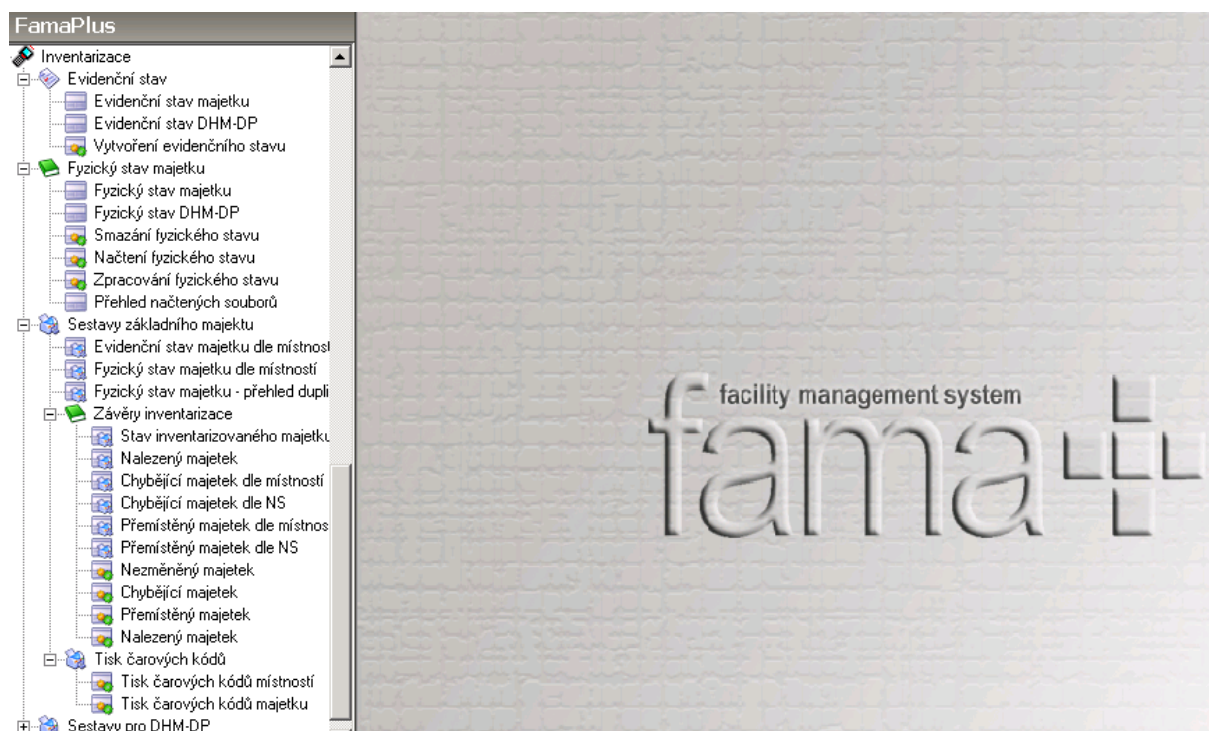 FamaPlus
Inventarizace
Evidenční stav
Evidenční stav majetku
Evidenční stav DHM-DP
Vytvoření evidenčního stavu
Fyzický stav majetku
Fyzický stav majetku
Fyzický stav DHM-DP
Smazání fyzického stavu
Načtení fyzického stavu
Zpracování fyzického stavu
Přehled načtených souborů
Sestavy základního majektu
Evidenční stav majetku dle místnost
Fyzický stav majetku dle místností
Fyzický stav majetku - přehled dupli
Závěry inventarizace
Stav inventarizovaného majetku
Nalezený majetek
Chybějící majetek dle místností
Chybějící majetek dle NS
Přemístěný majetek dle místnos
Přemístěný majetek dle NS
Nezměněný majetek
Chybějící majetek
Přemístěný majetek
Nalezený majetek
Tisk čarových kódů
Tisk čarových kódů místností
Tisk čarových kódů majetku
Sestavy pro DHM-DP
facility management system
fama+